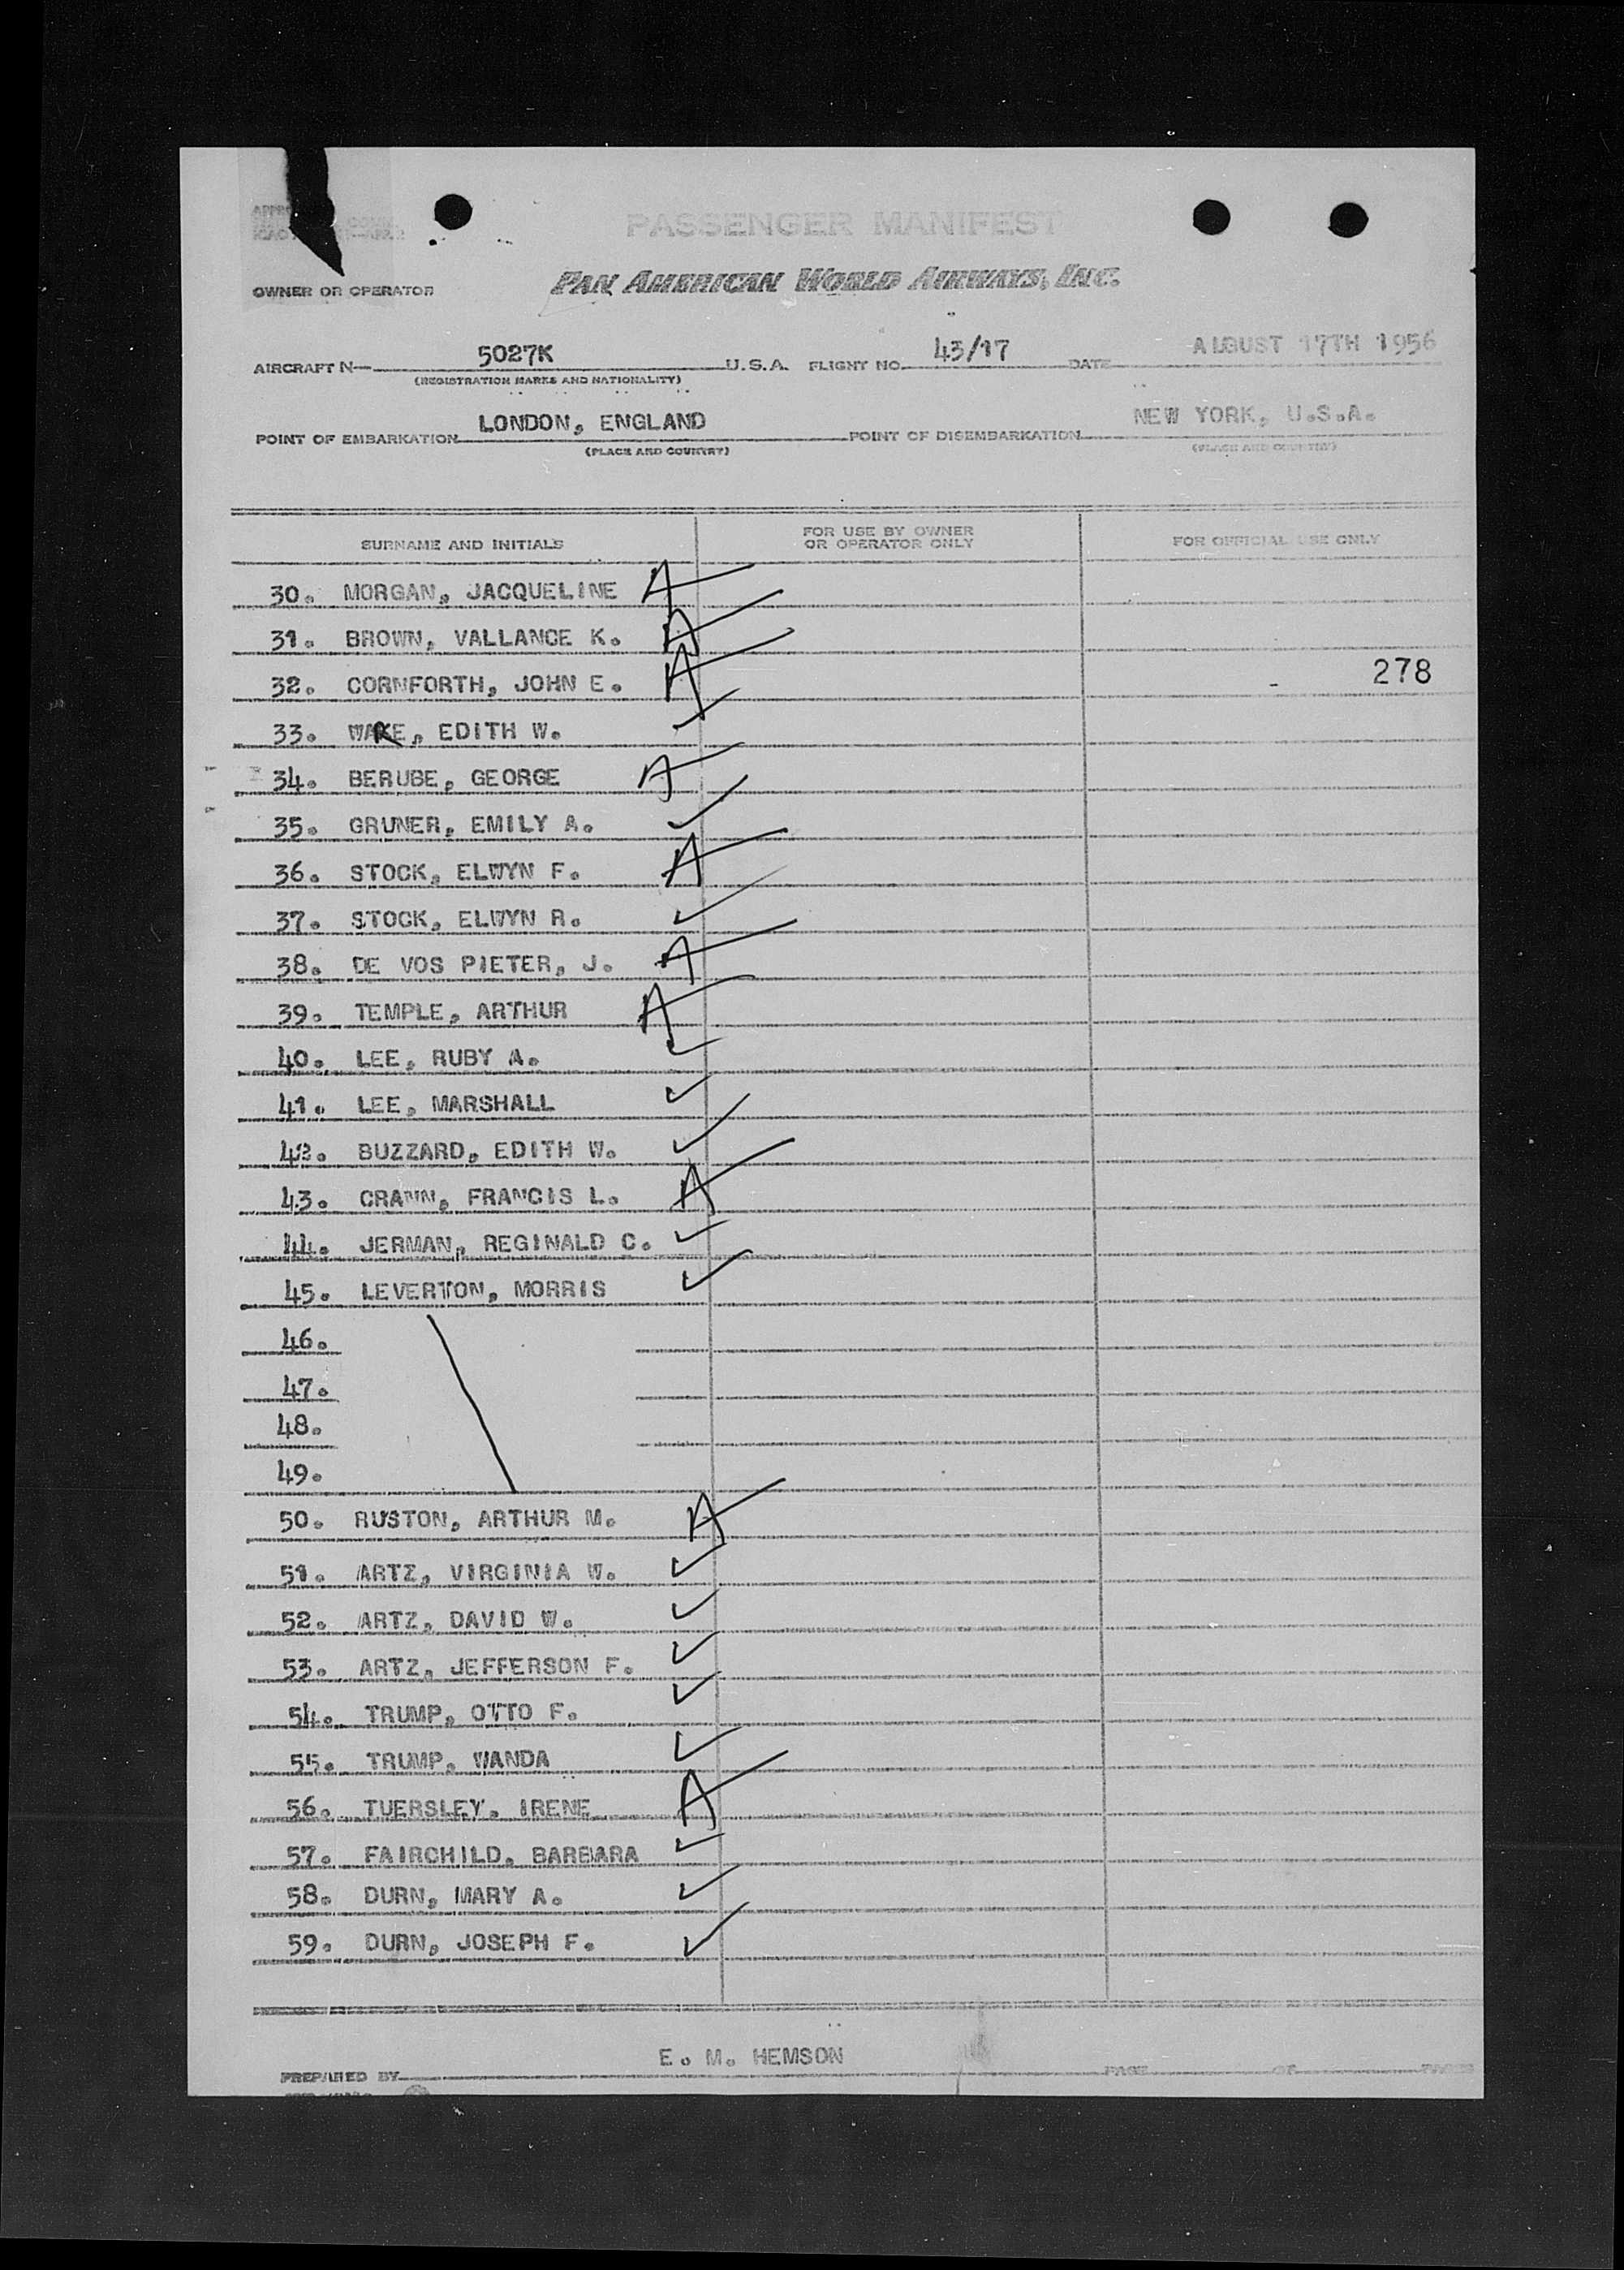 PASSENGER MANIFEST
OWNER OR OPERATOR PAN AMERICAN WORLD AIRWAYS, INC.
AIRCRAFT N 5027K U.S.A. FLIGHT NO. 43/17 DATE AUGUST 17TH 1956
(REGISTRATION MARKS AND NATIONALITY)
POINT OF EMBARKATION LONDON, ENGLAND POINT OF DISEMBARKATION NEW YORK, U.S.A.
(PLACE AND COUNTRY) (PLACE AND COUNTRY)
SURNAME AND INITIALS FOR USE BY OWNER OR OPERATOR ONLY FOR OFFICIAL USE ONLY
30. MORGAN, JACQUELINE A
31. BROWN, VALLANCE K. A
32. CORNFORTH, JOHN E. A 278
33. WARE, EDITH W. ✓
34. BERUBE, GEORGE A
35. GRUNER, EMILY A. ✓
36. STOCK, ELWYN F. A
37. STOCK, ELWYN R. ✓
38. DE VOS PIETER, J. A
39. TEMPLE, ARTHUR A
40. LEE, RUBY A. ✓
41. LEE, MARSHALL ✓
42. BUZZARD, EDITH W. ✓
43. CRANN, FRANCIS L. A
44. JERMAN, REGINALD C. ✓
45. LEVERTON, MORRIS ✓
46.
47.
48.
49.
50. RUSTON, ARTHUR M. A
51. ARTZ, VIRGINIA W. ✓
52. ARTZ, DAVID W. ✓
53. ARTZ, JEFFERSON F. ✓
54. TRUMP, OTTO F. ✓
55. TRUMP, WANDA ✓
56. TUERSLEY, IRENE A
57. FAIRCHILD, BARBARA ✓
58. DURN, MARY A. ✓
59. DURN, JOSEPH F. ✓
PREPARED BY E. M. HEMSON PAGE OF PAGES